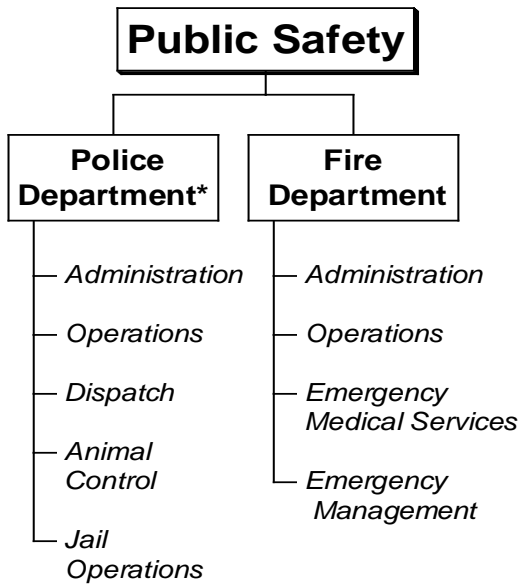 Public Safety
Police
Department*
Administration
Operations
Dispatch
Animal
Control
Jail
Operations
Fire
Department
Administration
Operations
Emergency
Medical Services
Emergency
Management